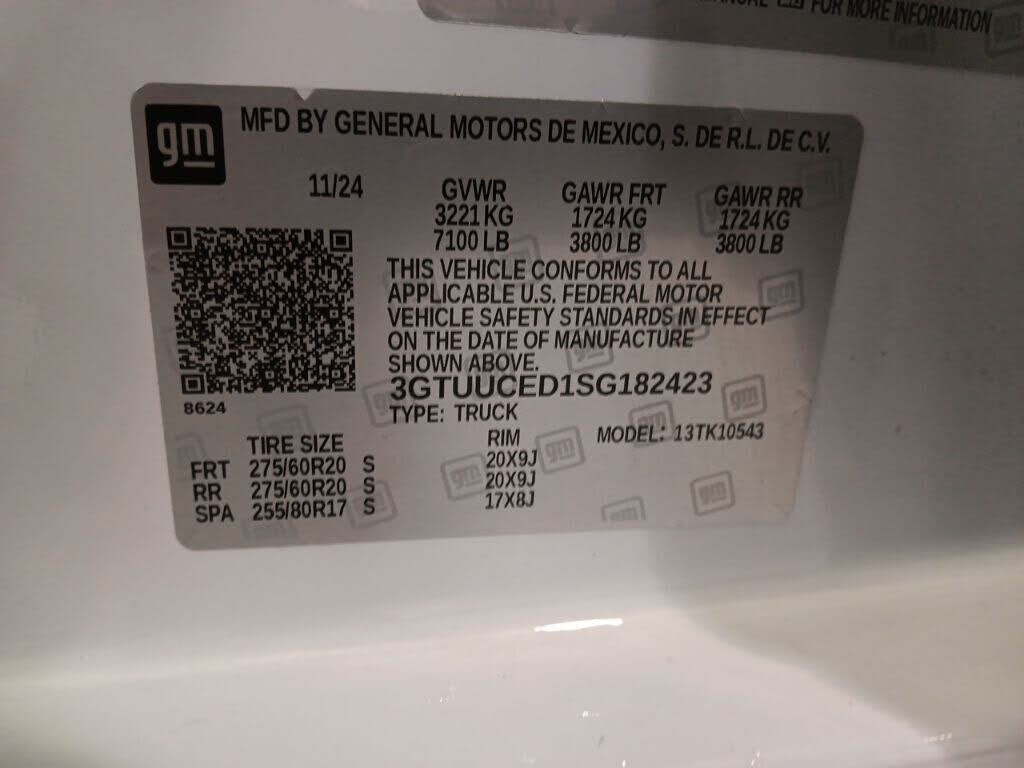 FOR MORE INFORMATION
gm
MFD BY GENERAL MOTORS DE MEXICO, S. DE R.L. DE C.V.
11/24 GVWR GAWR FRT GAWR RR
3221 KG 1724 KG 1724 KG
7100 LB 3800 LB 3800 LB
THIS VEHICLE CONFORMS TO ALL
APPLICABLE U.S. FEDERAL MOTOR
VEHICLE SAFETY STANDARDS IN EFFECT
ON THE DATE OF MANUFACTURE
SHOWN ABOVE.
3GTUUCED1SG182423
8624
TYPE: TRUCK
TIRE SIZE RIM MODEL: 13TK10543
FRT 275/60R20 S 20X9J
RR 275/60R20 S 20X9J
SPA 255/80R17 S 17X8J